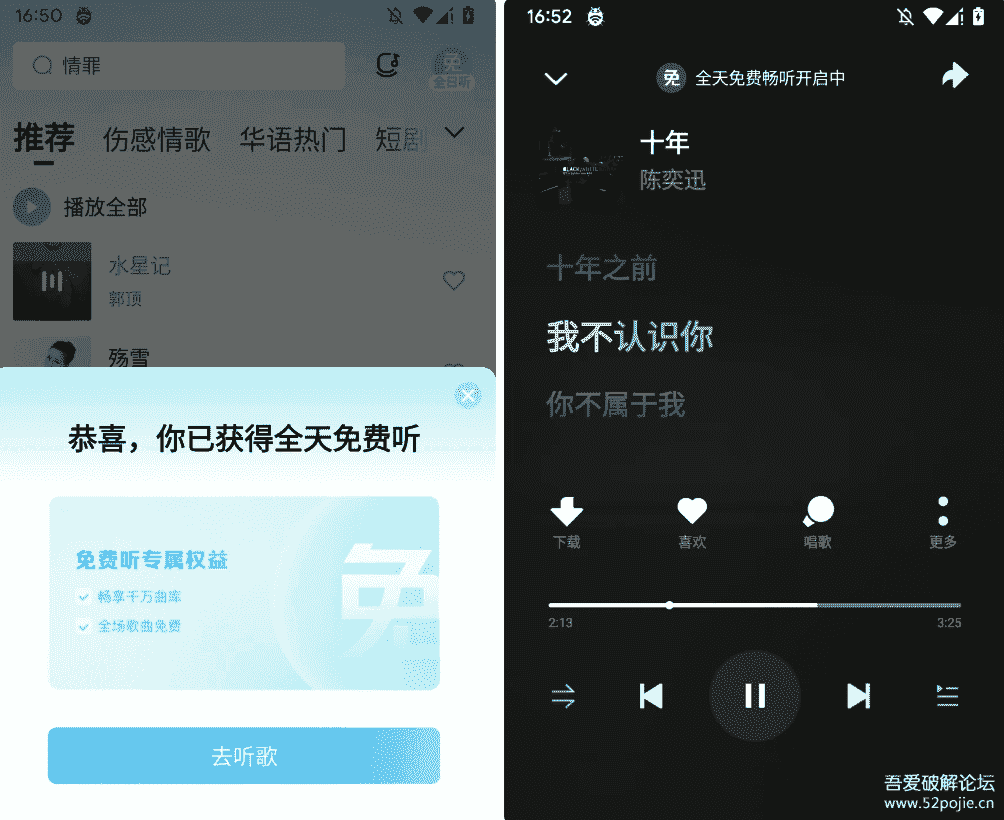 16:50
情罪
免
全日听
推荐 伤感情歌 华语热门 短剧
播放全部
水星记
郭顶
殇雪
恭喜，你已获得全天免费听
免费听专属权益
畅享千万曲库
全场歌曲免费
免
去听歌
16:52
免 全天免费畅听开启中
十年
陈奕迅
十年之前
我不认识你
你不属于我
下载 喜欢 唱歌 更多
2:13 3:25
吾爱破解论坛
www.52pojie.cn